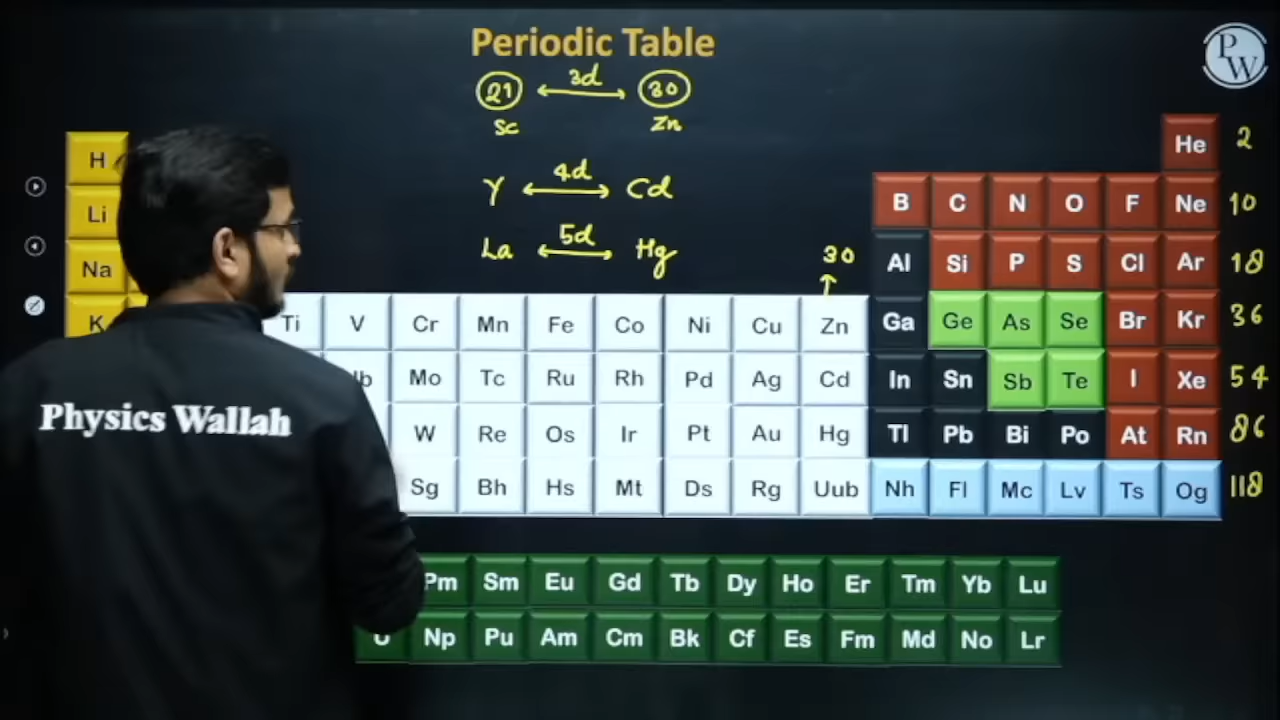 Periodic Table
PW
21 3d 30
Sc Zn
Y 4d Cd
La 5d Hg
30
H He 2
Li B C N O F Ne 10
Na Al Si P S Cl Ar 18
K Ti V Cr Mn Fe Co Ni Cu Zn Ga Ge As Se Br Kr 36
Mo Tc Ru Rh Pd Ag Cd In Sn Sb Te I Xe 54
W Re Os Ir Pt Au Hg Tl Pb Bi Po At Rn 86
Sg Bh Hs Mt Ds Rg Uub Nh Fl Mc Lv Ts Og 118
Pm Sm Eu Gd Tb Dy Ho Er Tm Yb Lu
U Np Pu Am Cm Bk Cf Es Fm Md No Lr
Physics Wallah